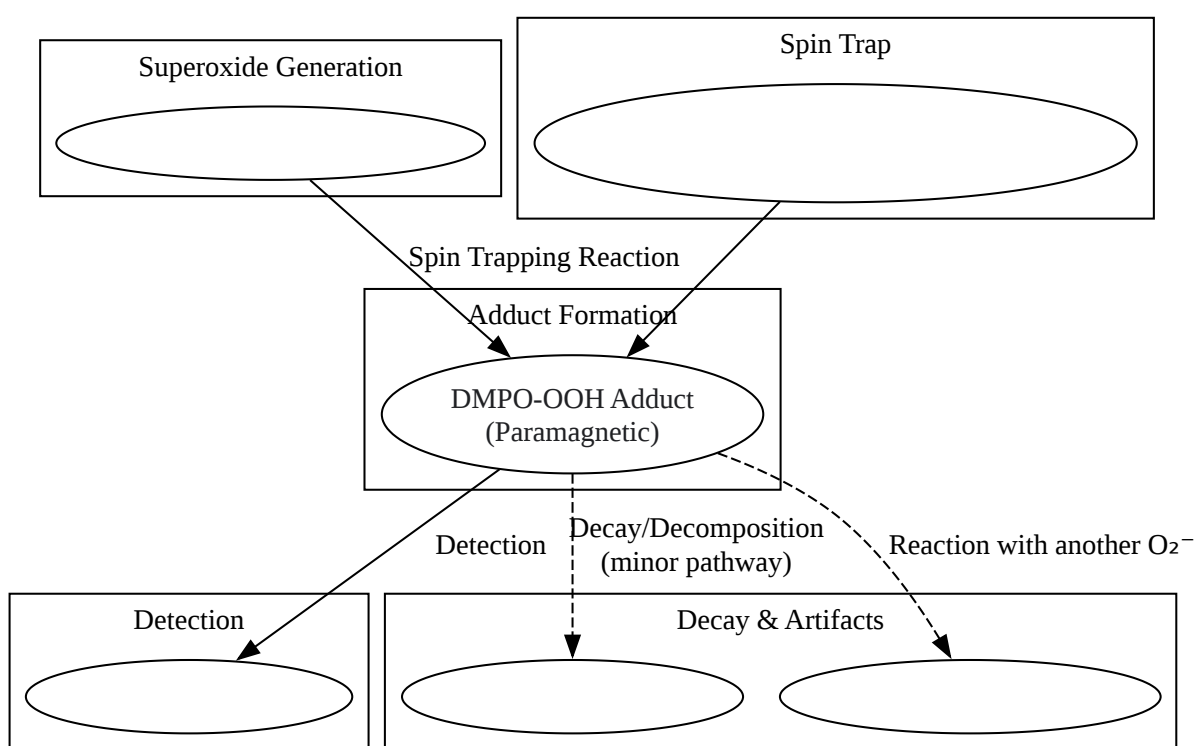 Spin Trap
Superoxide Generation
Spin Trapping Reaction
Adduct Formation
DMPO-OOH Adduct
(Paramagnetic)
Detection
Decay/Decomposition
(minor pathway)
Reaction with another O₂⁻
Detection
Decay & Artifacts